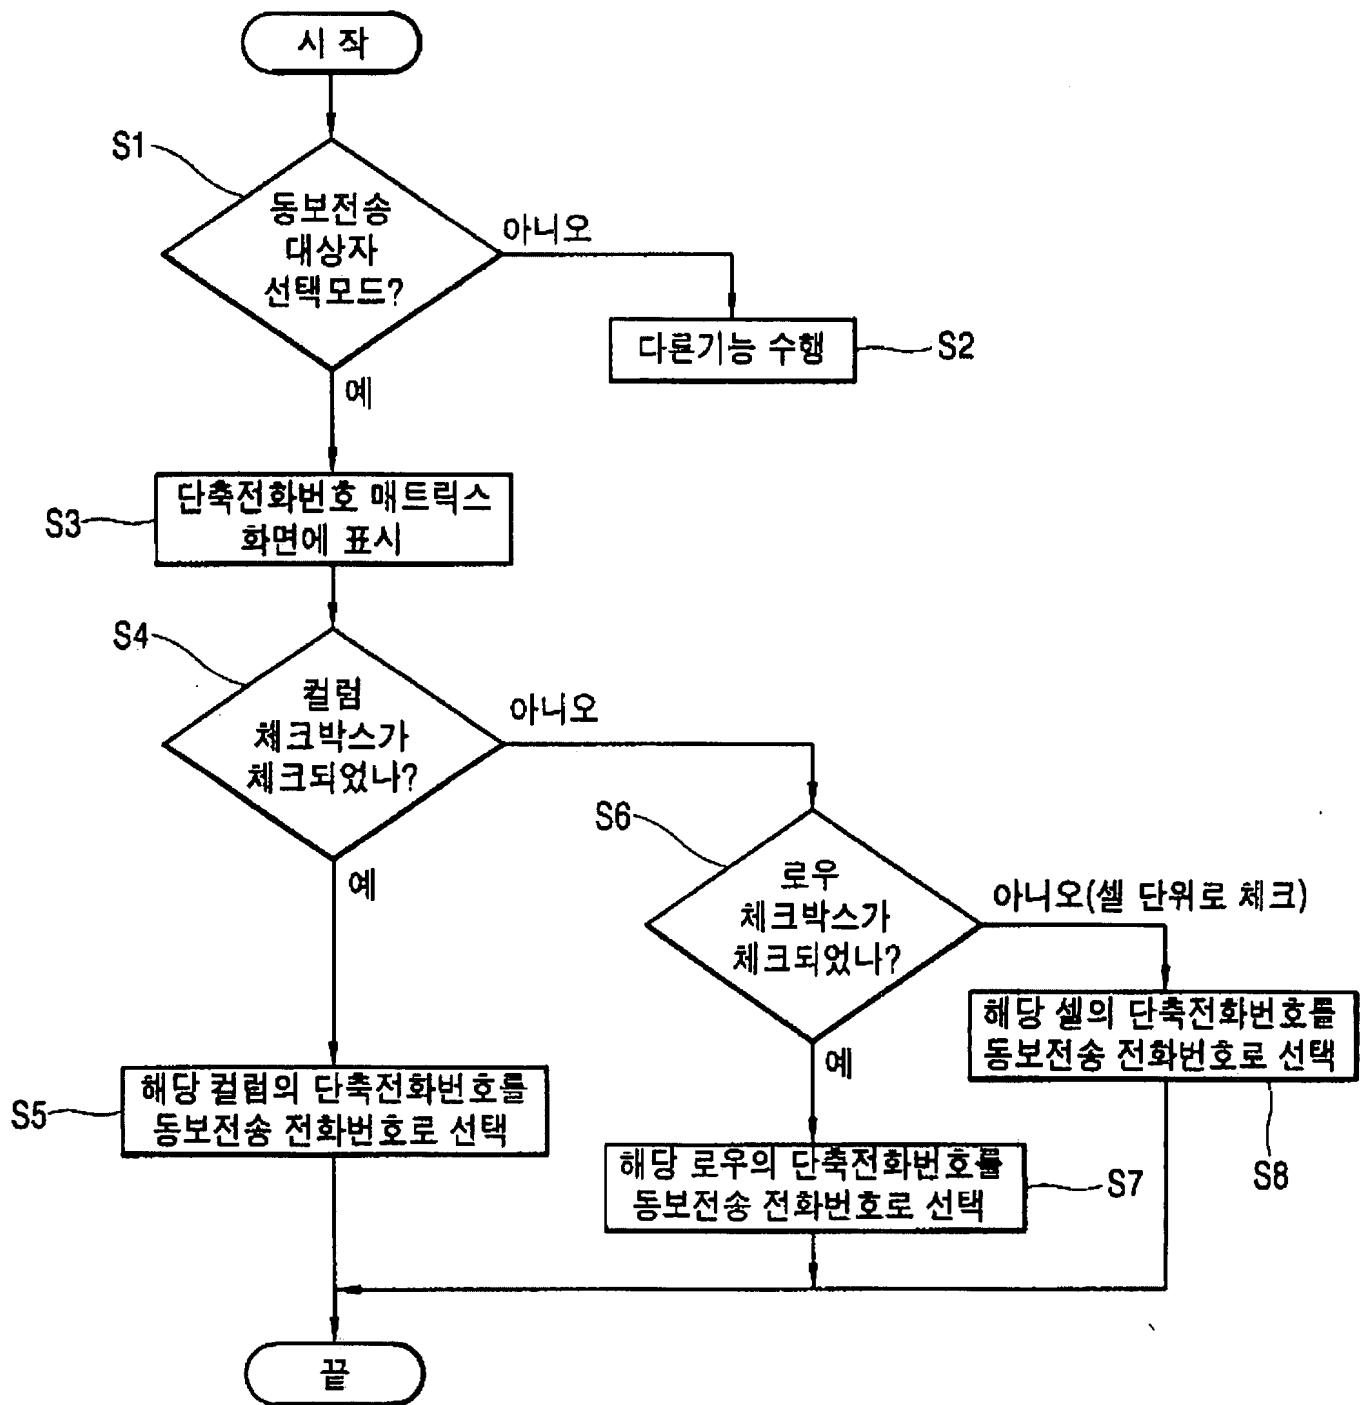 시 작
S1
동보전송
대상자
선택모드?
아니오
다른기능 수행
S2
예
S3
단축전화번호 매트릭스
화면에 표시
S4
컬럼
체크박스가
체크되었나?
아니오
예
S6
로우
체크박스가
체크되었나?
아니오(셀 단위로 체크)
예
해당 셀의 단축전화번호를
동보전송 전화번호로 선택
S8
S5
해당 컬럼의 단축전화번호를
동보전송 전화번호로 선택
해당 로우의 단축전화번호를
동보전송 전화번호로 선택
S7
끝